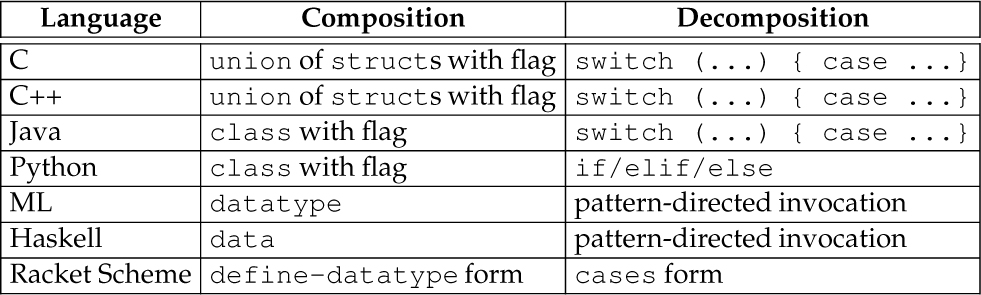 Language Composition Decomposition
C union of structs with flag switch (...) { case ...}
C++ union of structs with flag switch (...) { case ...}
Java class with flag switch (...) { case ...}
Python class with flag if/elif/else
ML datatype pattern-directed invocation
Haskell data pattern-directed invocation
Racket Scheme define-datatype form cases form